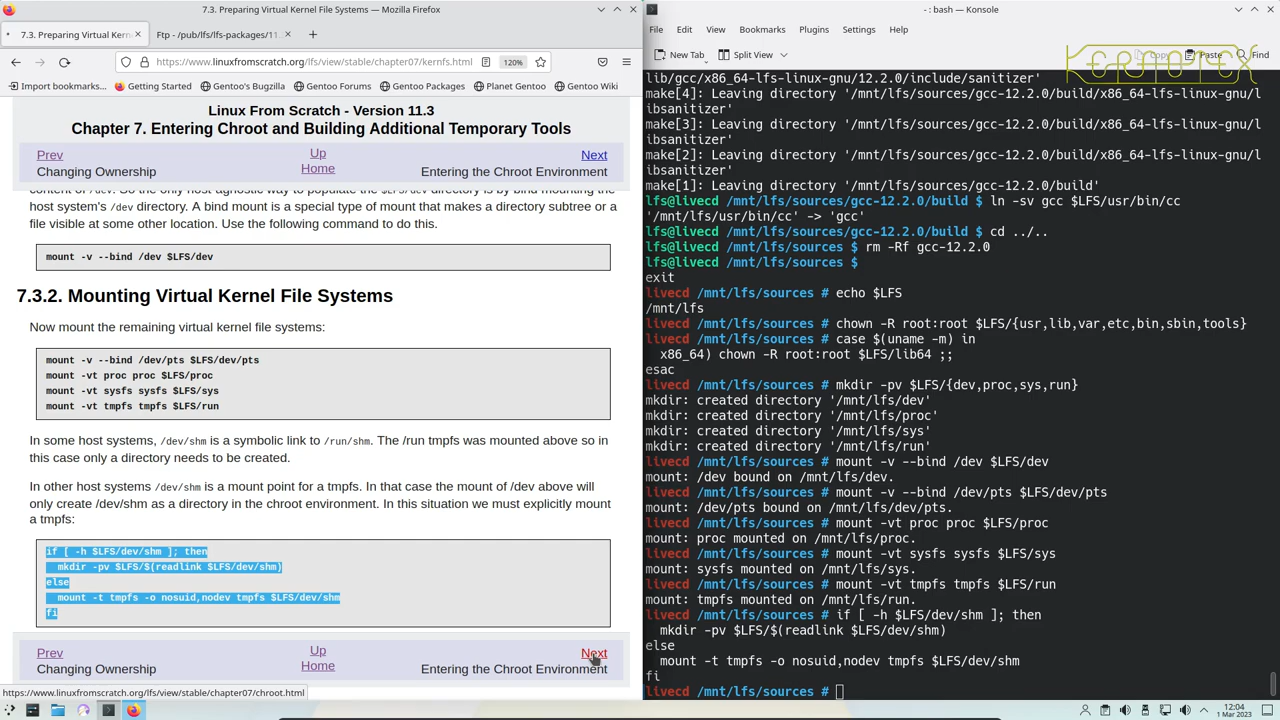 7.3. Preparing Virtual Kernel File Systems — Mozilla Firefox
7.3. Preparing Virtual Kern
Ftp - /pub/lfs/lfs-packages/11.
https://www.linuxfromscratch.org/lfs/view/stable/chapter07/kernfs.html
120%
Import bookmarks...
Getting Started
Gentoo's Bugzilla
Gentoo Forums
Gentoo Packages
Planet Gentoo
Gentoo Wiki
Linux From Scratch - Version 11.3
Chapter 7. Entering Chroot and Building Additional Temporary Tools
Prev
Up
Next
Changing Ownership
Home
Entering the Chroot Environment
content of /dev. So the only host agnostic way to populate the $LFS/dev directory is by bind mounting the
host system's /dev directory. A bind mount is a special type of mount that makes a directory subtree or a
file visible at some other location. Use the following command to do this.
mount -v --bind /dev $LFS/dev
7.3.2. Mounting Virtual Kernel File Systems
Now mount the remaining virtual kernel file systems:
mount -v --bind /dev/pts $LFS/dev/pts
mount -vt proc proc $LFS/proc
mount -vt sysfs sysfs $LFS/sys
mount -vt tmpfs tmpfs $LFS/run
In some host systems, /dev/shm is a symbolic link to /run/shm. The /run tmpfs was mounted above so in
this case only a directory needs to be created.
In other host systems /dev/shm is a mount point for a tmpfs. In that case the mount of /dev above will
only create /dev/shm as a directory in the chroot environment. In this situation we must explicitly mount
a tmpfs:
if [ -h $LFS/dev/shm ]; then
mkdir -pv $LFS/$(readlink $LFS/dev/shm)
else
mount -t tmpfs -o nosuid,nodev tmpfs $LFS/dev/shm
fi
Prev
Up
Next
Changing Ownership
Home
Entering the Chroot Environment
https://www.linuxfromscratch.org/lfs/view/stable/chapter07/chroot.html
- : bash — Konsole
File
Edit
View
Bookmarks
Plugins
Settings
Help
New Tab
Split View
Copy
Paste
Find
KERNOTEX
lib/gcc/x86_64-lfs-linux-gnu/12.2.0/include/sanitizer'
make[4]: Leaving directory '/mnt/lfs/sources/gcc-12.2.0/build/x86_64-lfs-linux-gnu/l
ibsanitizer'
make[3]: Leaving directory '/mnt/lfs/sources/gcc-12.2.0/build/x86_64-lfs-linux-gnu/l
ibsanitizer'
make[2]: Leaving directory '/mnt/lfs/sources/gcc-12.2.0/build/x86_64-lfs-linux-gnu/l
ibsanitizer'
make[1]: Leaving directory '/mnt/lfs/sources/gcc-12.2.0/build'
lfs@livecd /mnt/lfs/sources/gcc-12.2.0/build $ ln -sv gcc $LFS/usr/bin/cc
'/mnt/lfs/usr/bin/cc' -> 'gcc'
lfs@livecd /mnt/lfs/sources/gcc-12.2.0/build $ cd ../..
lfs@livecd /mnt/lfs/sources $ rm -Rf gcc-12.2.0
lfs@livecd /mnt/lfs/sources $
exit
livecd /mnt/lfs/sources # echo $LFS
/mnt/lfs
livecd /mnt/lfs/sources # chown -R root:root $LFS/{usr,lib,var,etc,bin,sbin,tools}
livecd /mnt/lfs/sources # case $(uname -m) in
x86_64) chown -R root:root $LFS/lib64 ;;
esac
livecd /mnt/lfs/sources # mkdir -pv $LFS/{dev,proc,sys,run}
mkdir: created directory '/mnt/lfs/dev'
mkdir: created directory '/mnt/lfs/proc'
mkdir: created directory '/mnt/lfs/sys'
mkdir: created directory '/mnt/lfs/run'
livecd /mnt/lfs/sources # mount -v --bind /dev $LFS/dev
mount: /dev bound on /mnt/lfs/dev.
livecd /mnt/lfs/sources # mount -v --bind /dev/pts $LFS/dev/pts
mount: /dev/pts bound on /mnt/lfs/dev/pts.
livecd /mnt/lfs/sources # mount -vt proc proc $LFS/proc
mount: proc mounted on /mnt/lfs/proc.
livecd /mnt/lfs/sources # mount -vt sysfs sysfs $LFS/sys
mount: sysfs mounted on /mnt/lfs/sys.
livecd /mnt/lfs/sources # mount -vt tmpfs tmpfs $LFS/run
mount: tmpfs mounted on /mnt/lfs/run.
livecd /mnt/lfs/sources # if [ -h $LFS/dev/shm ]; then
mkdir -pv $LFS/$(readlink $LFS/dev/shm)
else
mount -t tmpfs -o nosuid,nodev tmpfs $LFS/dev/shm
fi
livecd /mnt/lfs/sources #
12:04
1 Mar 2023